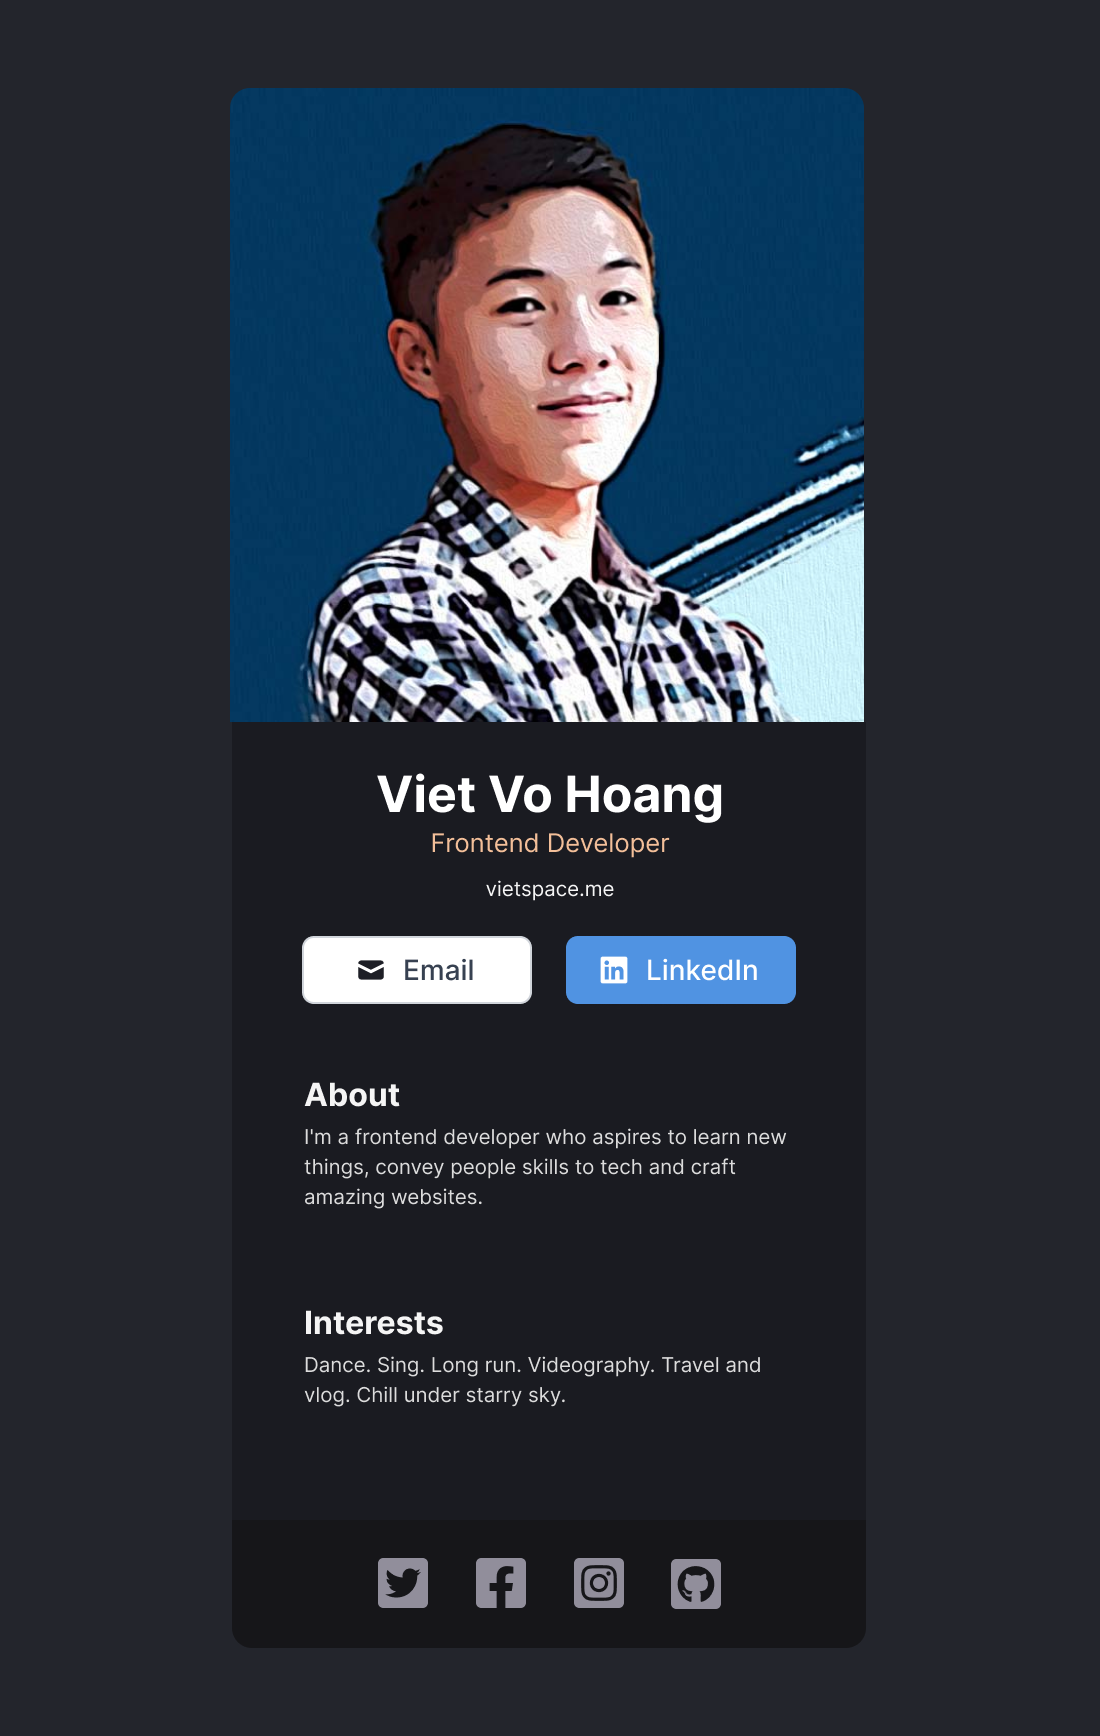 Viet Vo Hoang
Frontend Developer
vietspace.me
Email
LinkedIn
About
I'm a frontend developer who aspires to learn new
things, convey people skills to tech and craft
amazing websites.
Interests
Dance. Sing. Long run. Videography. Travel and
vlog. Chill under starry sky.